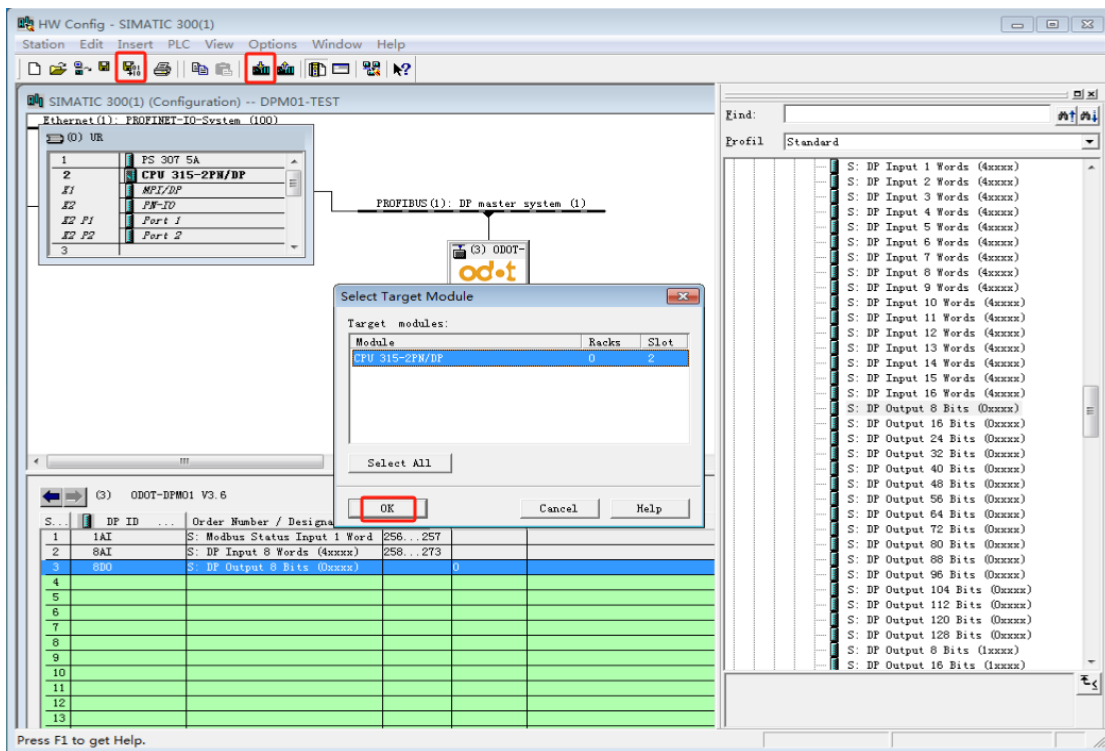 HW Config - SIMATIC 300(1)
Station Edit Insert PLC View Options Window Help
SIMATIC 300(1) (Configuration) -- DPM01-TEST
Ethernet(1): PROFINET-IO-System (100)
(0) UR
1 PS 307 5A
2 CPU 315-2PN/DP
X1 MPI/DP
X2 PN-IO
X2 P1 Port 1
X2 P2 Port 2
3
PROFIBUS(1): DP master system (1)
(3) ODOT-
odot
Select Target Module
Target modules:
Module Racks Slot
CPU 315-2PN/DP 0 2
Select All
OK Cancel Help
(3) ODOT-DPM01 V3.6
S... DP ID ... Order Number / Designa
1 1AI S: Modbus Status Input 1 Word 256...257
2 8AI S: DP Input 8 Words (4xxxx) 258...273
3 8DO S: DP Output 8 Bits (0xxxx) 0
4
5
6
7
8
9
10
11
12
13
Find:
Profil Standard
S: DP Input 1 Words (4xxxx)
S: DP Input 2 Words (4xxxx)
S: DP Input 3 Words (4xxxx)
S: DP Input 4 Words (4xxxx)
S: DP Input 5 Words (4xxxx)
S: DP Input 6 Words (4xxxx)
S: DP Input 7 Words (4xxxx)
S: DP Input 8 Words (4xxxx)
S: DP Input 9 Words (4xxxx)
S: DP Input 10 Words (4xxxx)
S: DP Input 11 Words (4xxxx)
S: DP Input 12 Words (4xxxx)
S: DP Input 13 Words (4xxxx)
S: DP Input 14 Words (4xxxx)
S: DP Input 15 Words (4xxxx)
S: DP Input 16 Words (4xxxx)
S: DP Output 8 Bits (0xxxx)
S: DP Output 16 Bits (0xxxx)
S: DP Output 24 Bits (0xxxx)
S: DP Output 32 Bits (0xxxx)
S: DP Output 40 Bits (0xxxx)
S: DP Output 48 Bits (0xxxx)
S: DP Output 56 Bits (0xxxx)
S: DP Output 64 Bits (0xxxx)
S: DP Output 72 Bits (0xxxx)
S: DP Output 80 Bits (0xxxx)
S: DP Output 88 Bits (0xxxx)
S: DP Output 96 Bits (0xxxx)
S: DP Output 104 Bits (0xxxx)
S: DP Output 112 Bits (0xxxx)
S: DP Output 120 Bits (0xxxx)
S: DP Output 128 Bits (0xxxx)
S: DP Output 8 Bits (1xxxx)
S: DP Output 16 Bits (1xxxx)
Press F1 to get Help.